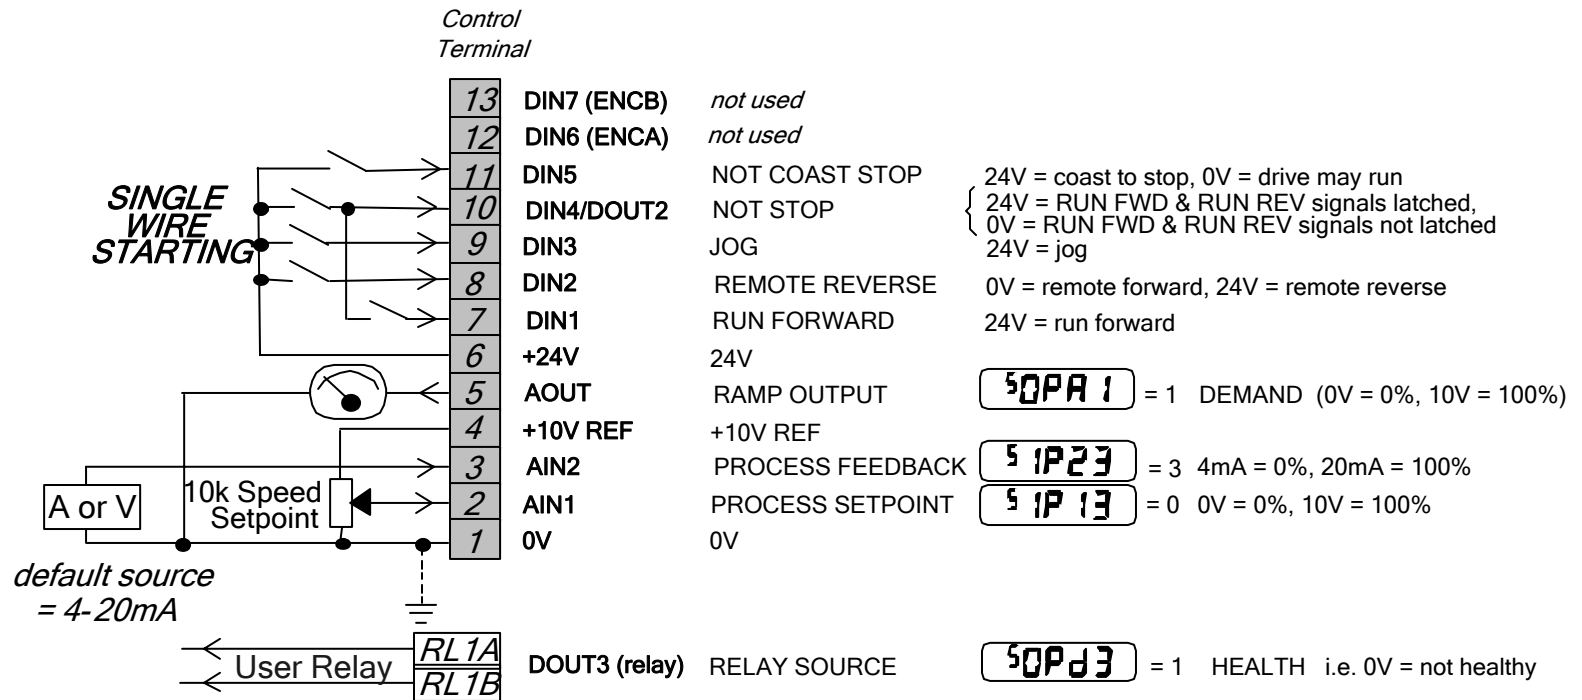 Control
Terminal
13 DIN7 (ENCB) not used
12 DIN6 (ENCA) not used
11 DIN5 NOT COAST STOP 24V = coast to stop, 0V = drive may run
SINGLE
WIRE
STARTING
10 DIN4/DOUT2 NOT STOP 24V = RUN FWD & RUN REV signals latched,
0V = RUN FWD & RUN REV signals not latched
9 DIN3 JOG 24V = jog
8 DIN2 REMOTE REVERSE 0V = remote forward, 24V = remote reverse
7 DIN1 RUN FORWARD 24V = run forward
6 +24V 24V
5 AOUT RAMP OUTPUT SOPA1 = 1 DEMAND (0V = 0%, 10V = 100%)
4 +10V REF +10V REF
3 AIN2 PROCESS FEEDBACK SIP23 = 3 4mA = 0%, 20mA = 100%
A or V
10k Speed
Setpoint
2 AIN1 PROCESS SETPOINT SIP13 = 0 0V = 0%, 10V = 100%
1 0V 0V
default source
= 4-20mA
User Relay
RL1A
RL1B
DOUT3 (relay) RELAY SOURCE SOPd3 = 1 HEALTH i.e. 0V = not healthy